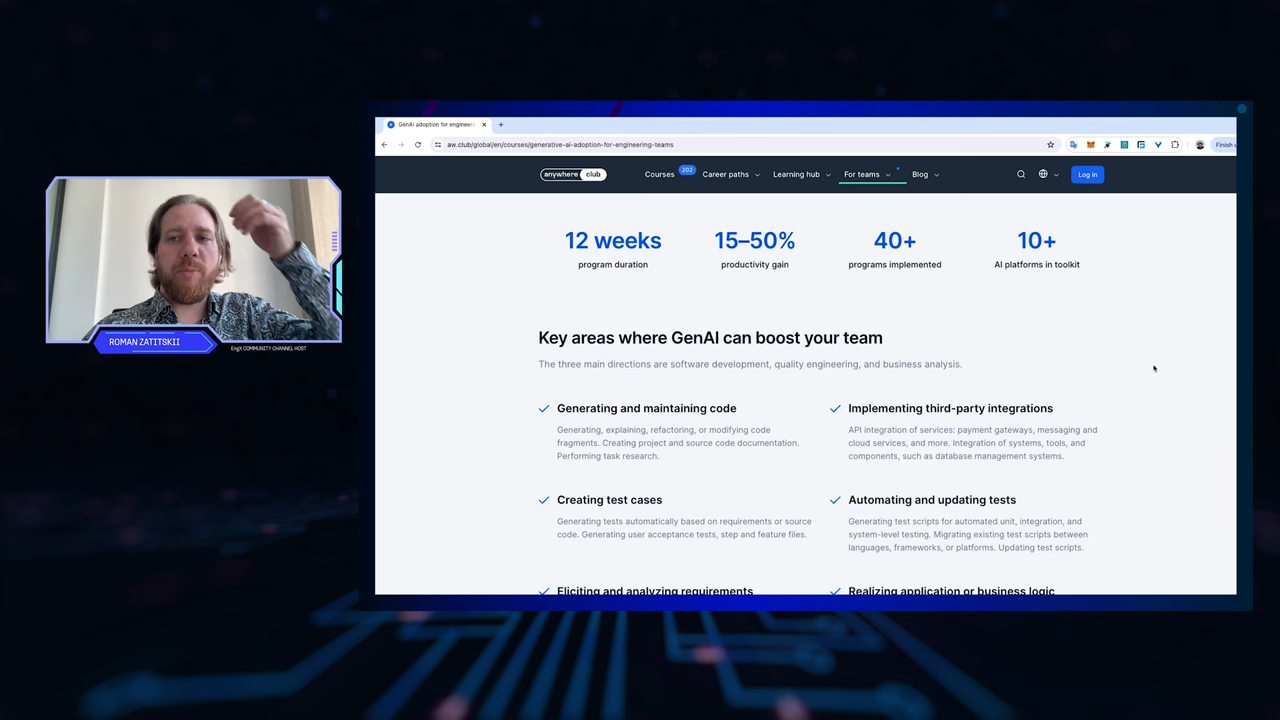 ROMAN ZATITSKII
EngX COMMUNITY CHANNEL HOST
GenAI adoption for engineeri
aw.club/global/en/courses/generative-ai-adoption-for-engineering-teams
Finish u
anywhere club
Courses 202 Career paths Learning hub For teams Blog Log in
12 weeks 15–50% 40+ 10+
program duration productivity gain programs implemented AI platforms in toolkit
Key areas where GenAI can boost your team
The three main directions are software development, quality engineering, and business analysis.
Generating and maintaining code
Generating, explaining, refactoring, or modifying code
fragments. Creating project and source code documentation.
Performing task research.
Implementing third-party integrations
API integration of services: payment gateways, messaging and
cloud services, and more. Integration of systems, tools, and
components, such as database management systems.
Creating test cases
Generating tests automatically based on requirements or source
code. Generating user acceptance tests, step and feature files.
Automating and updating tests
Generating test scripts for automated unit, integration, and
system-level testing. Migrating existing test scripts between
languages, frameworks, or platforms. Updating test scripts.
Eliciting and analyzing requirements
Realizing application or business logic